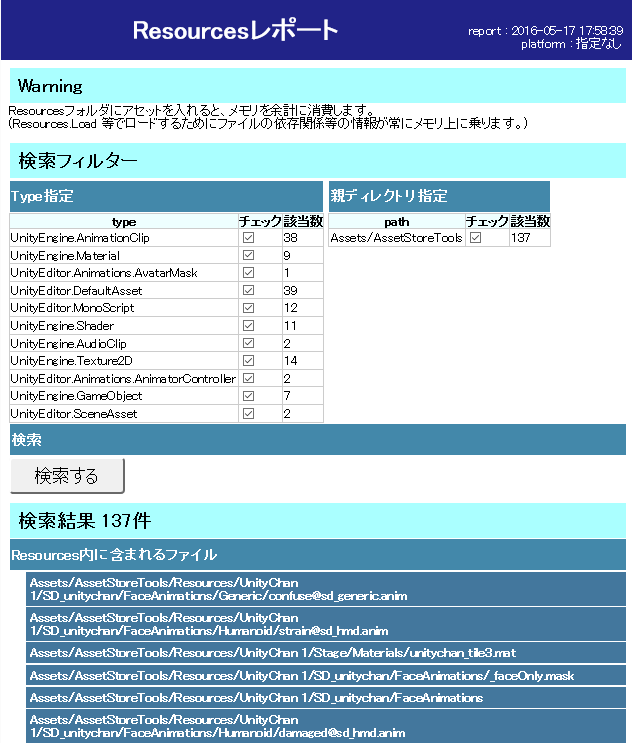 Resourcesレポート
report : 2016-05-17 17:58:39
platform : 指定なし
Warning
Resourcesフォルダにアセットを入れると、メモリを余計に消費します。
(Resources.Load 等でロードするためにファイルの依存関係等の情報が常にメモリ上に乗ります。)
検索フィルター
Type指定
type チェック 該当数
UnityEngine.AnimationClip 38
UnityEngine.Material 9
UnityEditor.Animations.AvatarMask 1
UnityEditor.DefaultAsset 39
UnityEditor.MonoScript 12
UnityEngine.Shader 11
UnityEngine.AudioClip 2
UnityEngine.Texture2D 14
UnityEditor.Animations.AnimatorController 2
UnityEngine.GameObject 7
UnityEditor.SceneAsset 2
親ディレクトリ指定
path チェック 該当数
Assets/AssetStoreTools 137
検索
検索する
検索結果 137件
Resources内に含まれるファイル
Assets/AssetStoreTools/Resources/UnityChan
1/SD_unitychan/FaceAnimations/Generic/confuse@sd_generic.anim
Assets/AssetStoreTools/Resources/UnityChan
1/SD_unitychan/FaceAnimations/Humanoid/strain@sd_hmd.anim
Assets/AssetStoreTools/Resources/UnityChan 1/Stage/Materials/unitychan_tile3.mat
Assets/AssetStoreTools/Resources/UnityChan 1/SD_unitychan/FaceAnimations/_faceOnly.mask
Assets/AssetStoreTools/Resources/UnityChan 1/SD_unitychan/FaceAnimations
Assets/AssetStoreTools/Resources/UnityChan
1/SD_unitychan/FaceAnimations/Humanoid/damaged@sd_hmd.anim